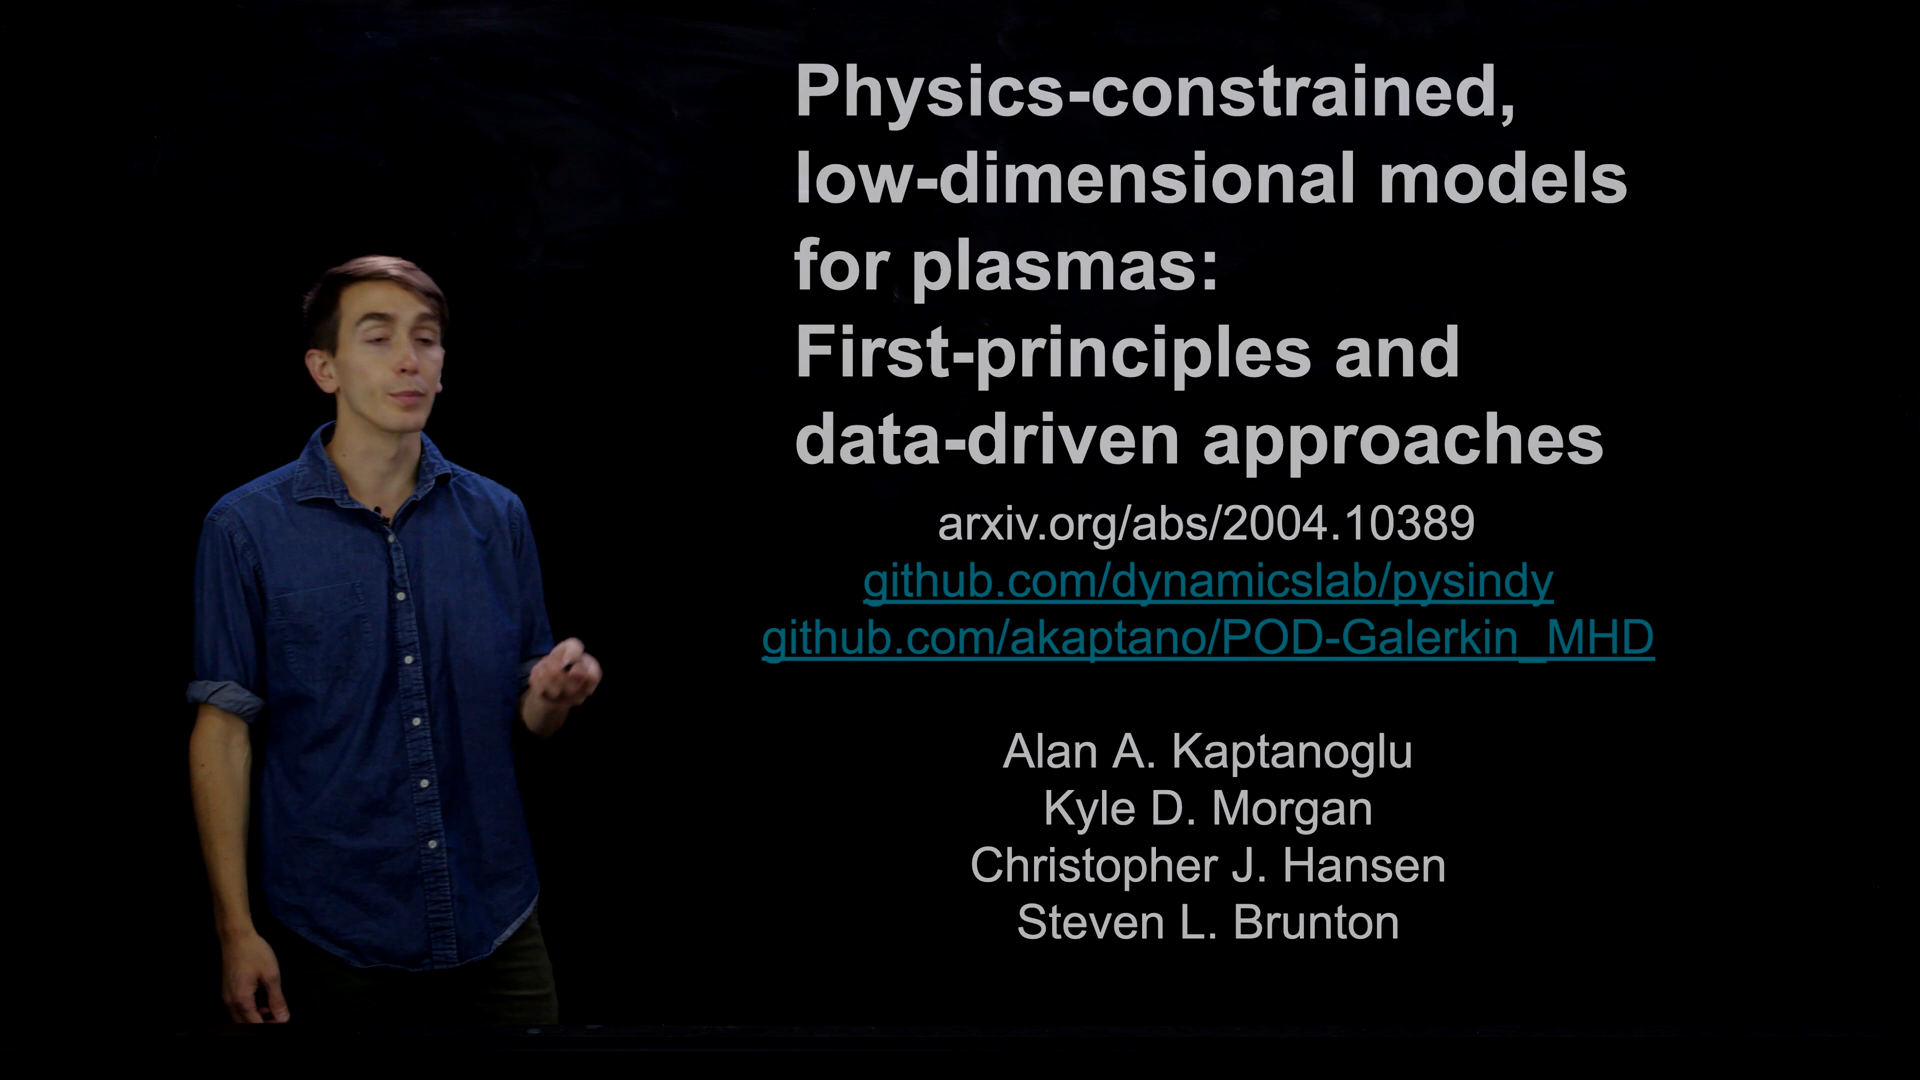 Physics-constrained,
low-dimensional models
for plasmas:
First-principles and
data-driven approaches
arxiv.org/abs/2004.10389
github.com/dynamicslab/pysindy
github.com/akaptano/POD-Galerkin_MHD
Alan A. Kaptanoglu
Kyle D. Morgan
Christopher J. Hansen
Steven L. Brunton